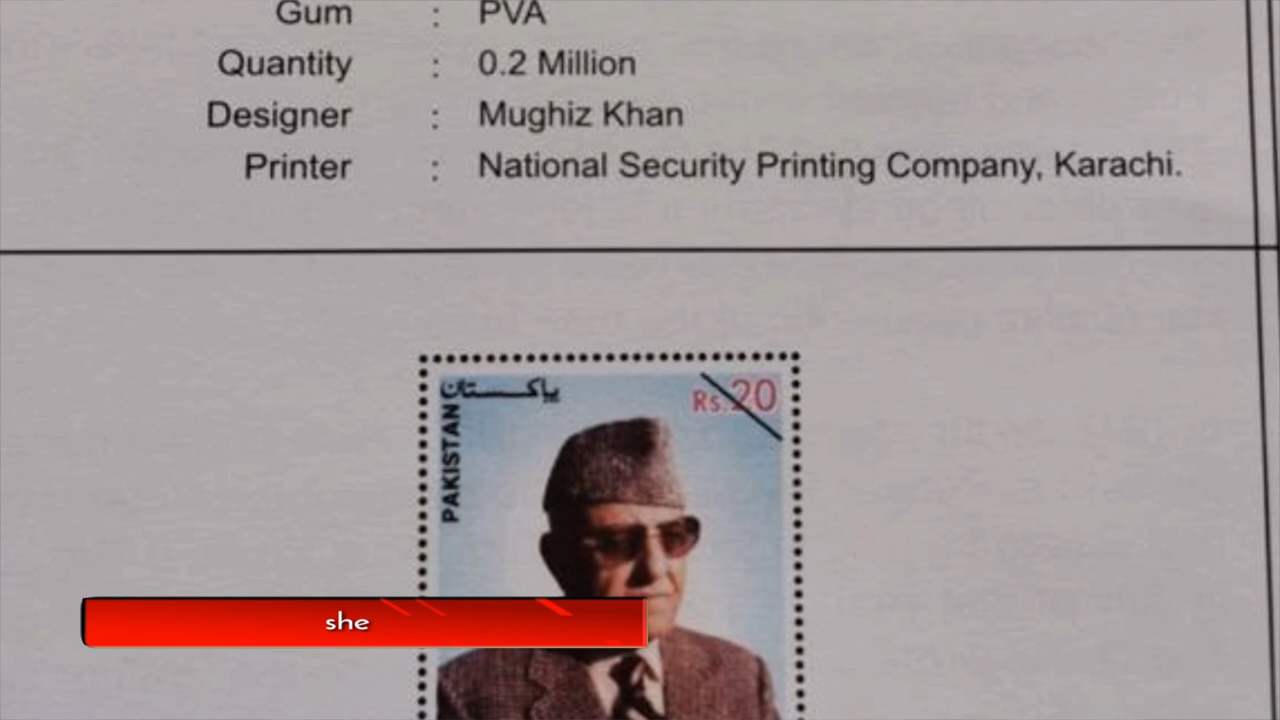 Gum : PVA
Quantity : 0.2 Million
Designer : Mughiz Khan
Printer : National Security Printing Company, Karachi.
پاکستان
Rs.20
PAKISTAN
she